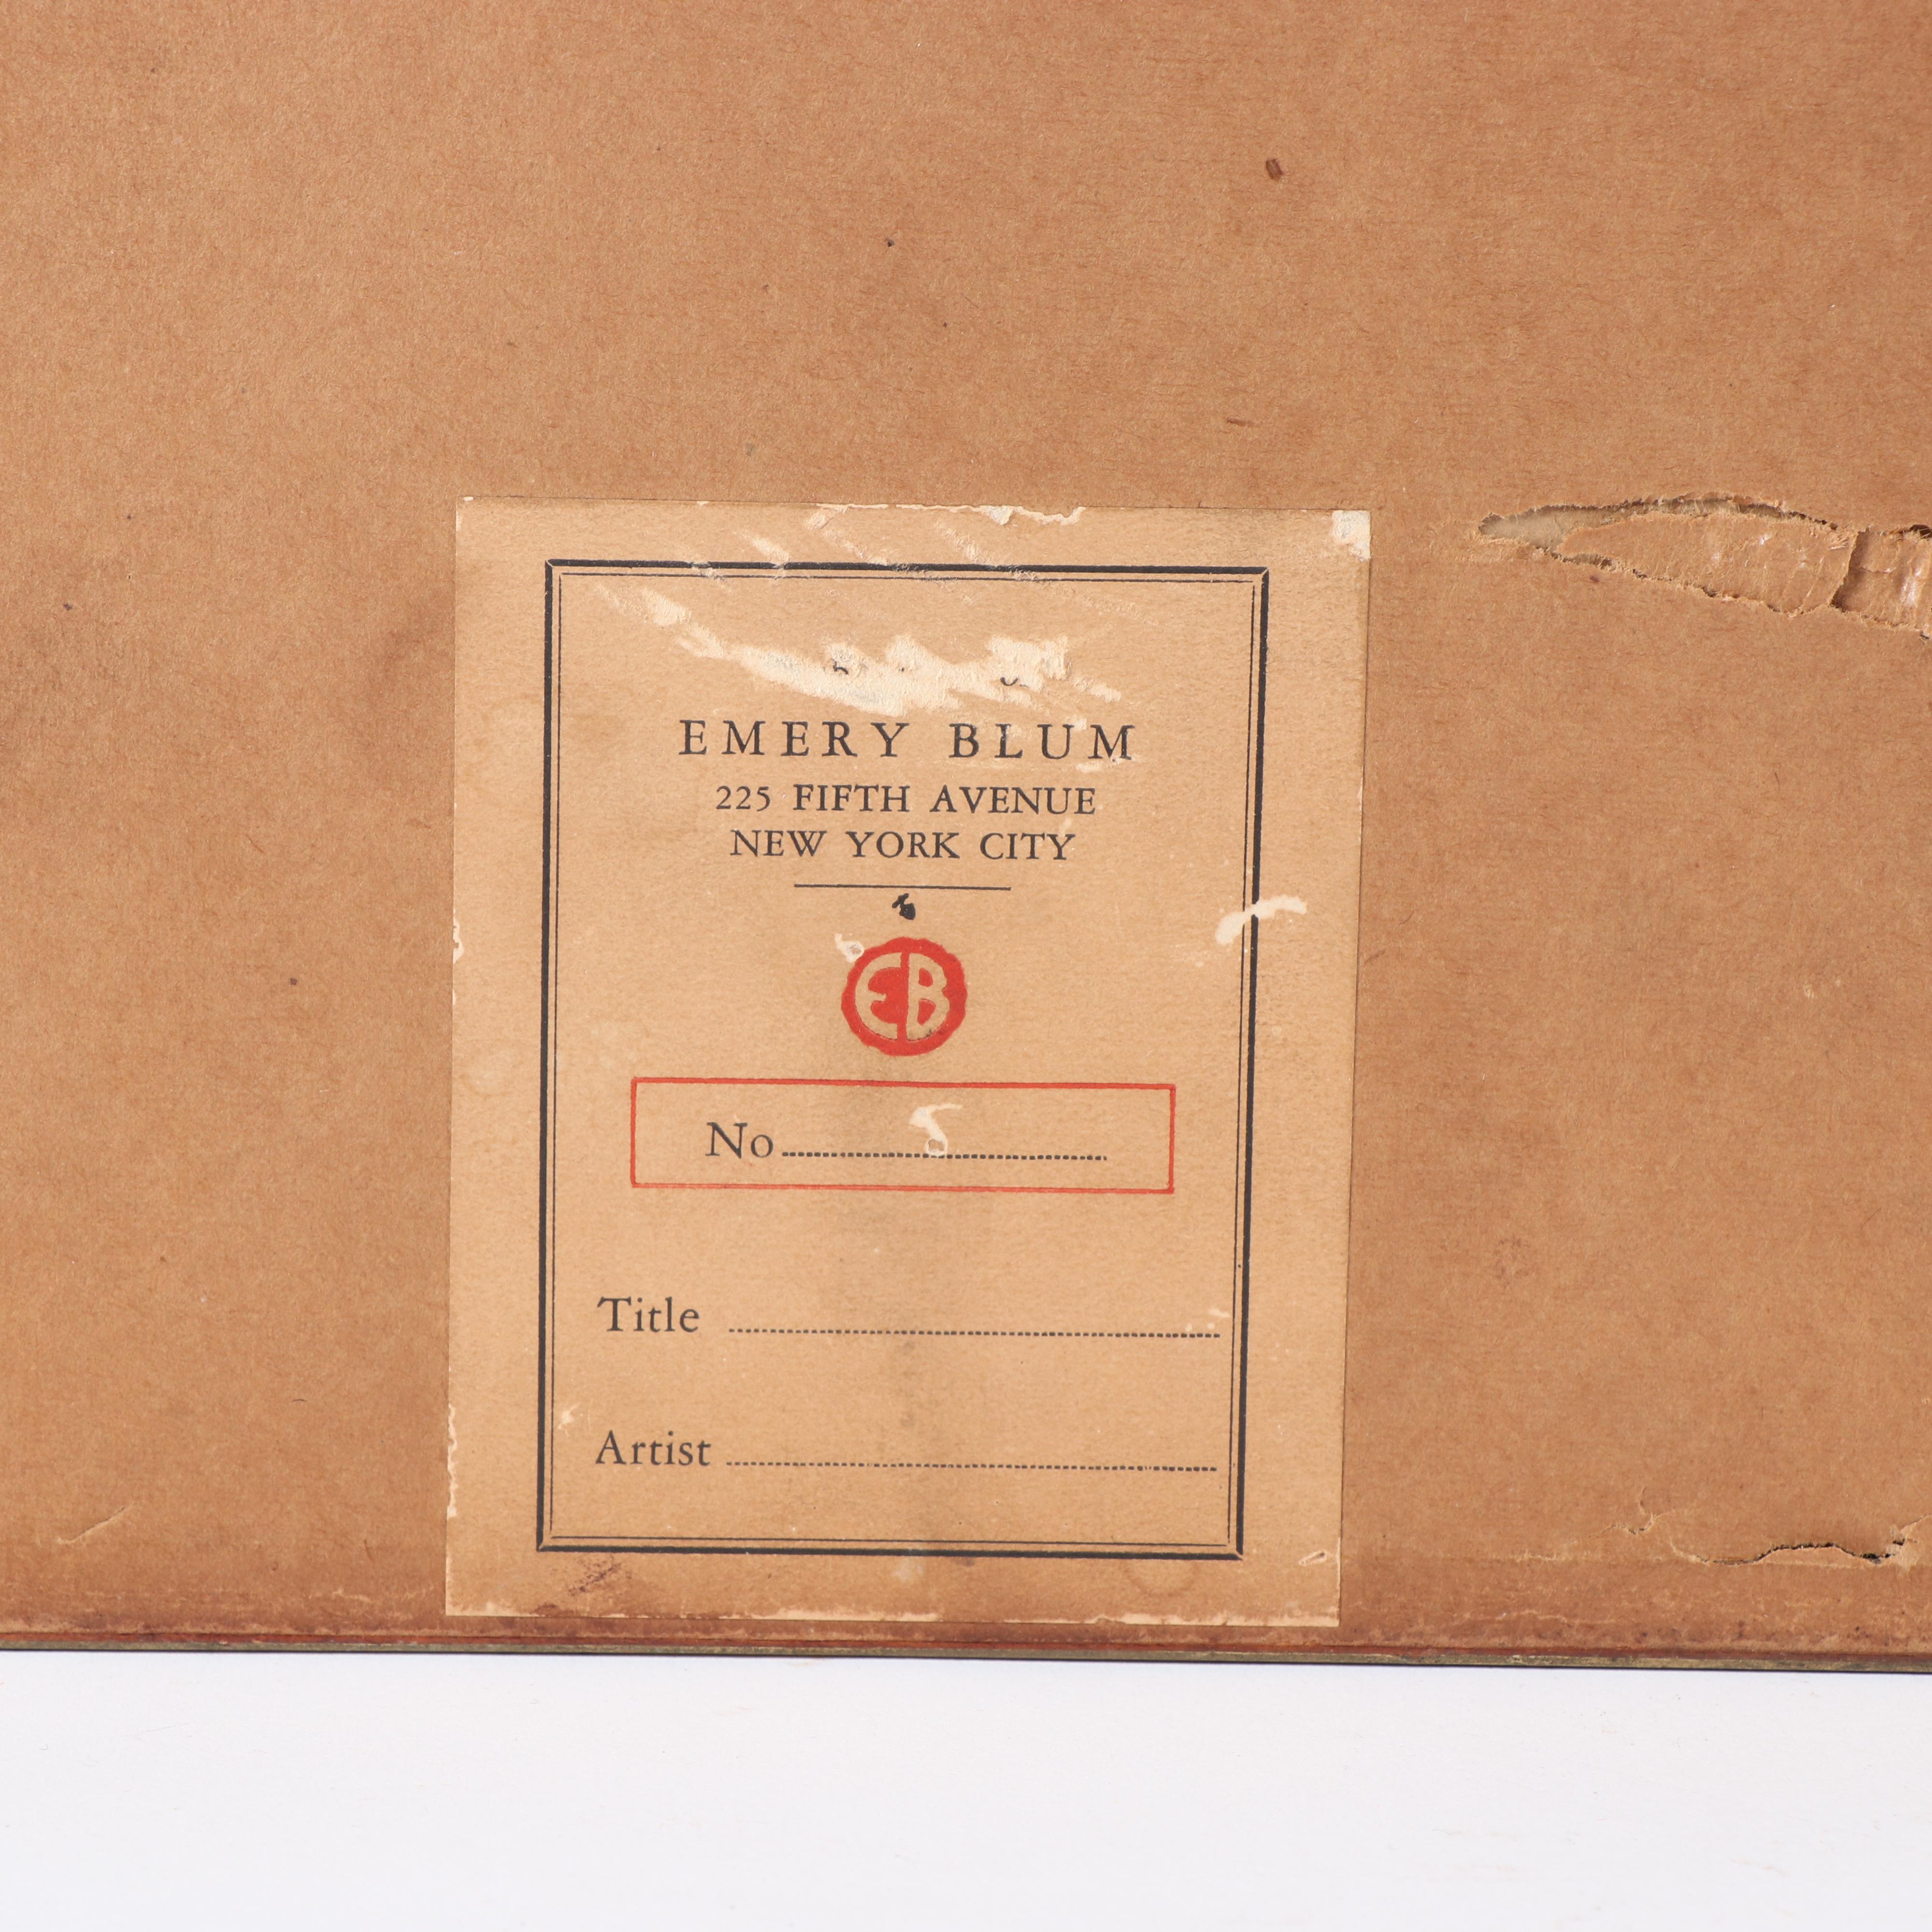 EMERY BLUM
225 FIFTH AVENUE
NEW YORK CITY
EB
No
Title
Artist